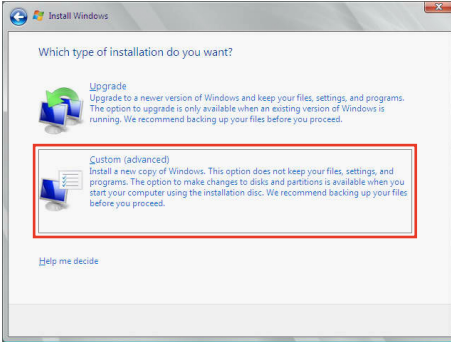 Install Windows
Which type of installation do you want?
Upgrade
Upgrade to a newer version of Windows and keep your files, settings, and programs.
The option to upgrade is only available when an existing version of Windows is
running. We recommend backing up your files before you proceed.
Custom (advanced)
Install a new copy of Windows. This option does not keep your files, settings, and
programs. The option to make changes to disks and partitions is available when you
start your computer using the installation disc. We recommend backing up your files
before you proceed.
Help me decide